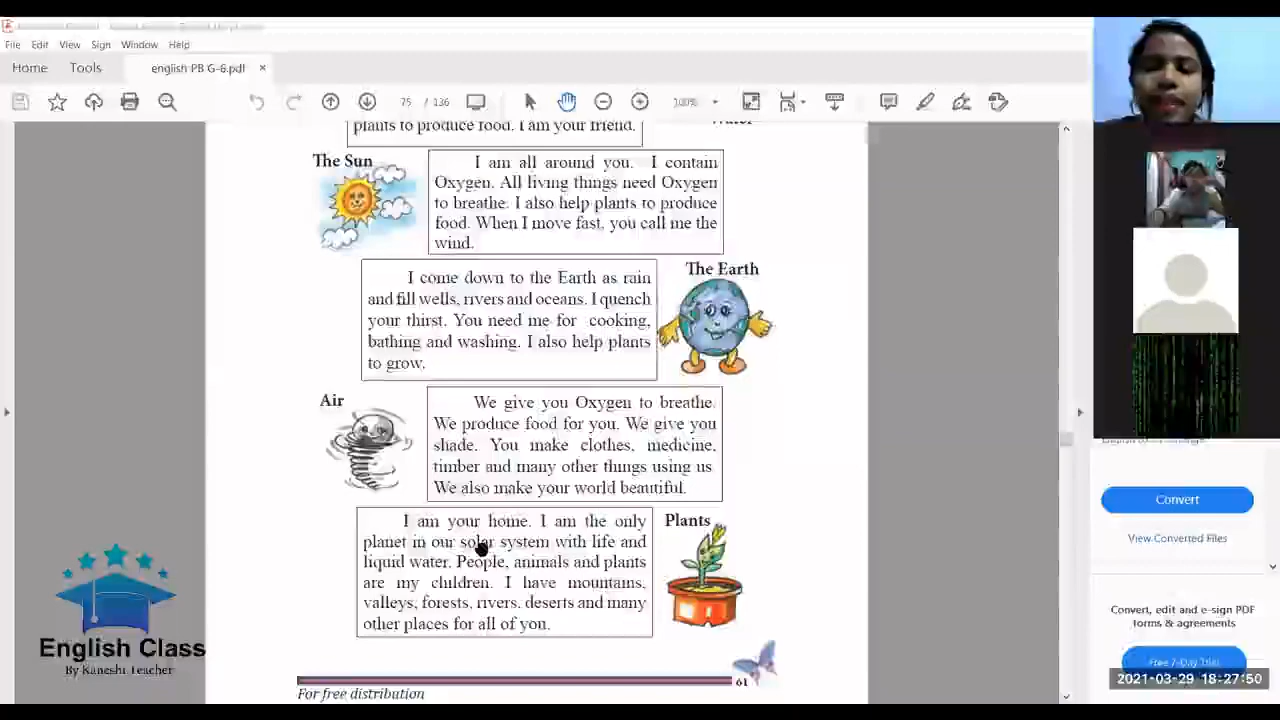 File Edit View Sign Window Help
Home Tools english PB G-6.pdf ×
75 / 136 100%
plants to produce food. I am your friend.
Water
The Sun
I am all around you. I contain
Oxygen. All living things need Oxygen
to breathe. I also help plants to produce
food. When I move fast, you call me the
wind.
The Earth
I come down to the Earth as rain
and fill wells, rivers and oceans. I quench
your thirst. You need me for cooking,
bathing and washing. I also help plants
to grow.
Air
We give you Oxygen to breathe.
We produce food for you. We give you
shade. You make clothes, medicine,
timber and many other things using us
We also make your world beautiful.
Plants
I am your home. I am the only
planet in our solar system with life and
liquid water. People, animals and plants
are my children. I have mountains,
valleys, forests, rivers, deserts and many
other places for all of you.
61
For free distribution
English Class
By Kaneshi Teacher
Convert
View Converted Files
Convert, edit and e-sign PDF
forms & agreements
Free 7-Day Trial
2021-03-29 18:27:50